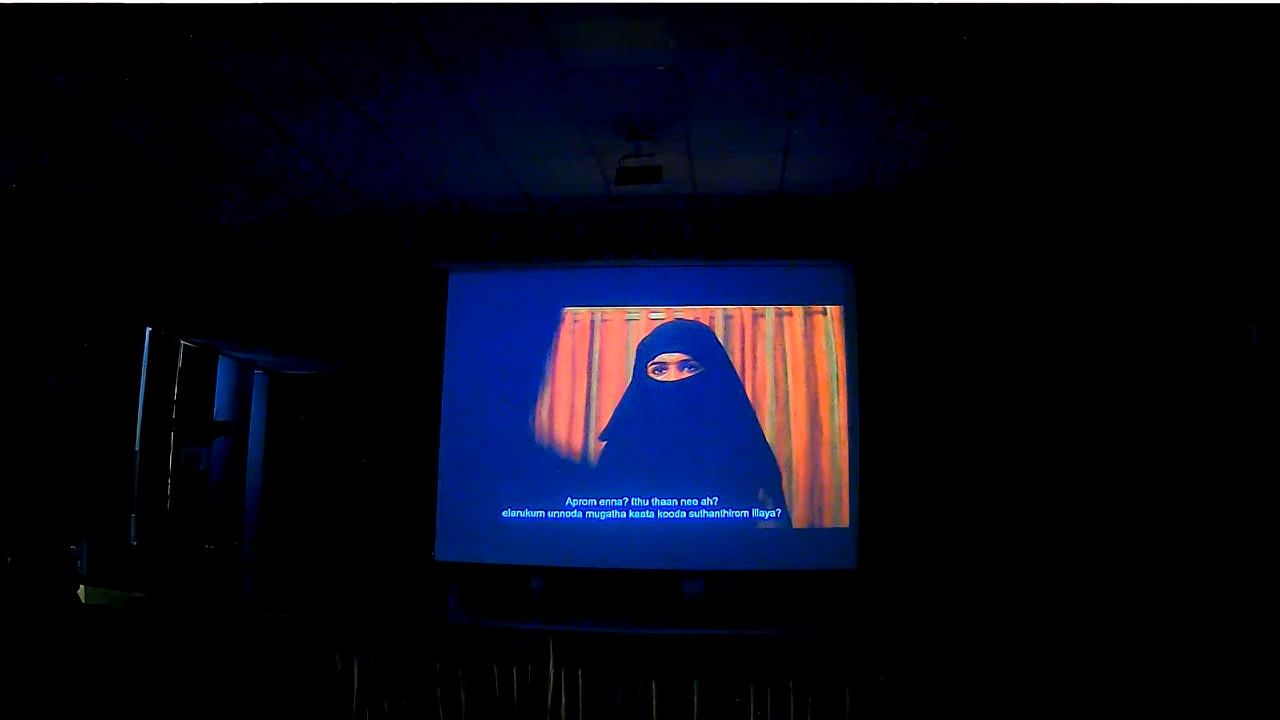 Aprom enna? Ithu thaan nee ah?
elarukum unnoda mugatha kaata kooda suthanthirom illaya?